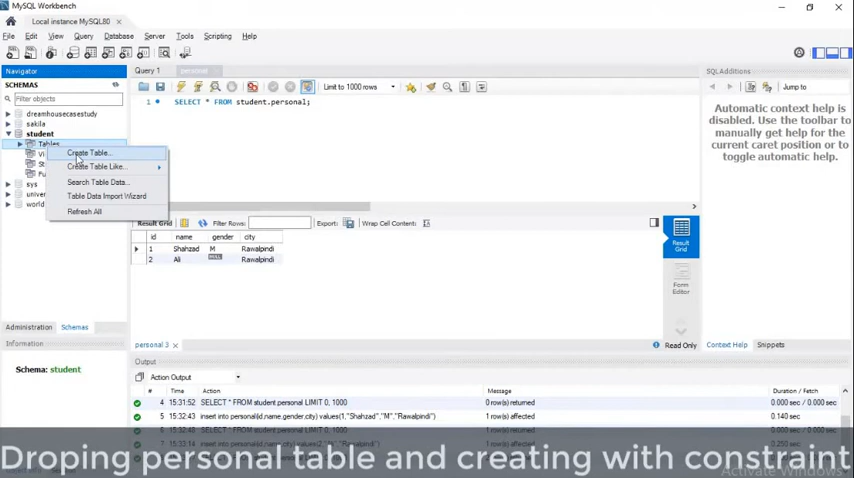 MySQL Workbench
Local instance MySQL80
File Edit View Query Database Server Tools Scripting Help
Navigator
SCHEMAS
Filter objects
dreamhousecasestudy
sakila
student
Tables
Create Table...
Create Table Like...
Search Table Data...
Table Data Import Wizard
Refresh All
sys
world
Query 1 personal
Limit to 1000 rows
1 SELECT * FROM student.personal;
SQLAdditions
Jump to
Automatic context help is
disabled. Use the toolbar to
manually get help for the
current caret position or to
toggle automatic help.
Result Grid Filter Rows: Export: Wrap Cell Content:
id name gender city
1 Shahzad M Rawalpindi
2 Ali NULL Rawalpindi
Result
Grid
Form
Editor
Administration Schemas
Information
Schema: student
personal 3
Read Only
Context Help Snippets
Output
Action Output
# Time Action Message Duration / Fetch
4 15:31:52 SELECT * FROM student.personal LIMIT 0, 1000 0 row(s) returned 0.000 sec / 0.000 sec
5 15:32:43 insert into personal(id,name,gender,city) values(1,"Shahzad","M","Rawalpindi") 1 row(s) affected 0.140 sec
Droping personal table and creating with constraint
Activate Windows